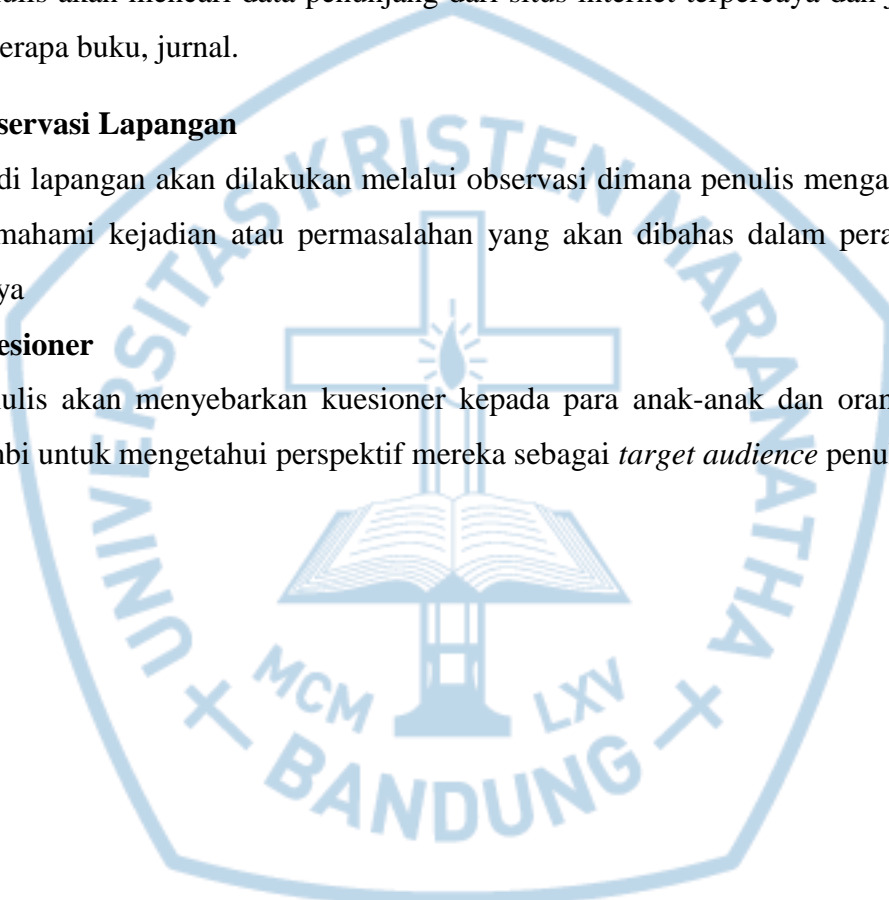 nulis akan mencari data penunjang dari situs internet terpercaya dan j
erapa buku, jurnal.
servasi Lapangan
di lapangan akan dilakukan melalui observasi dimana penulis menga
mahami kejadian atau permasalahan yang akan dibahas dalam pera
ya
esioner
ulis akan menyebarkan kuesioner kepada para anak-anak dan oran
bi untuk mengetahui perspektif mereka sebagai target audience penu
UNIVERSITAS KRISTEN MARANATHA
MCM LXV
BANDUNG